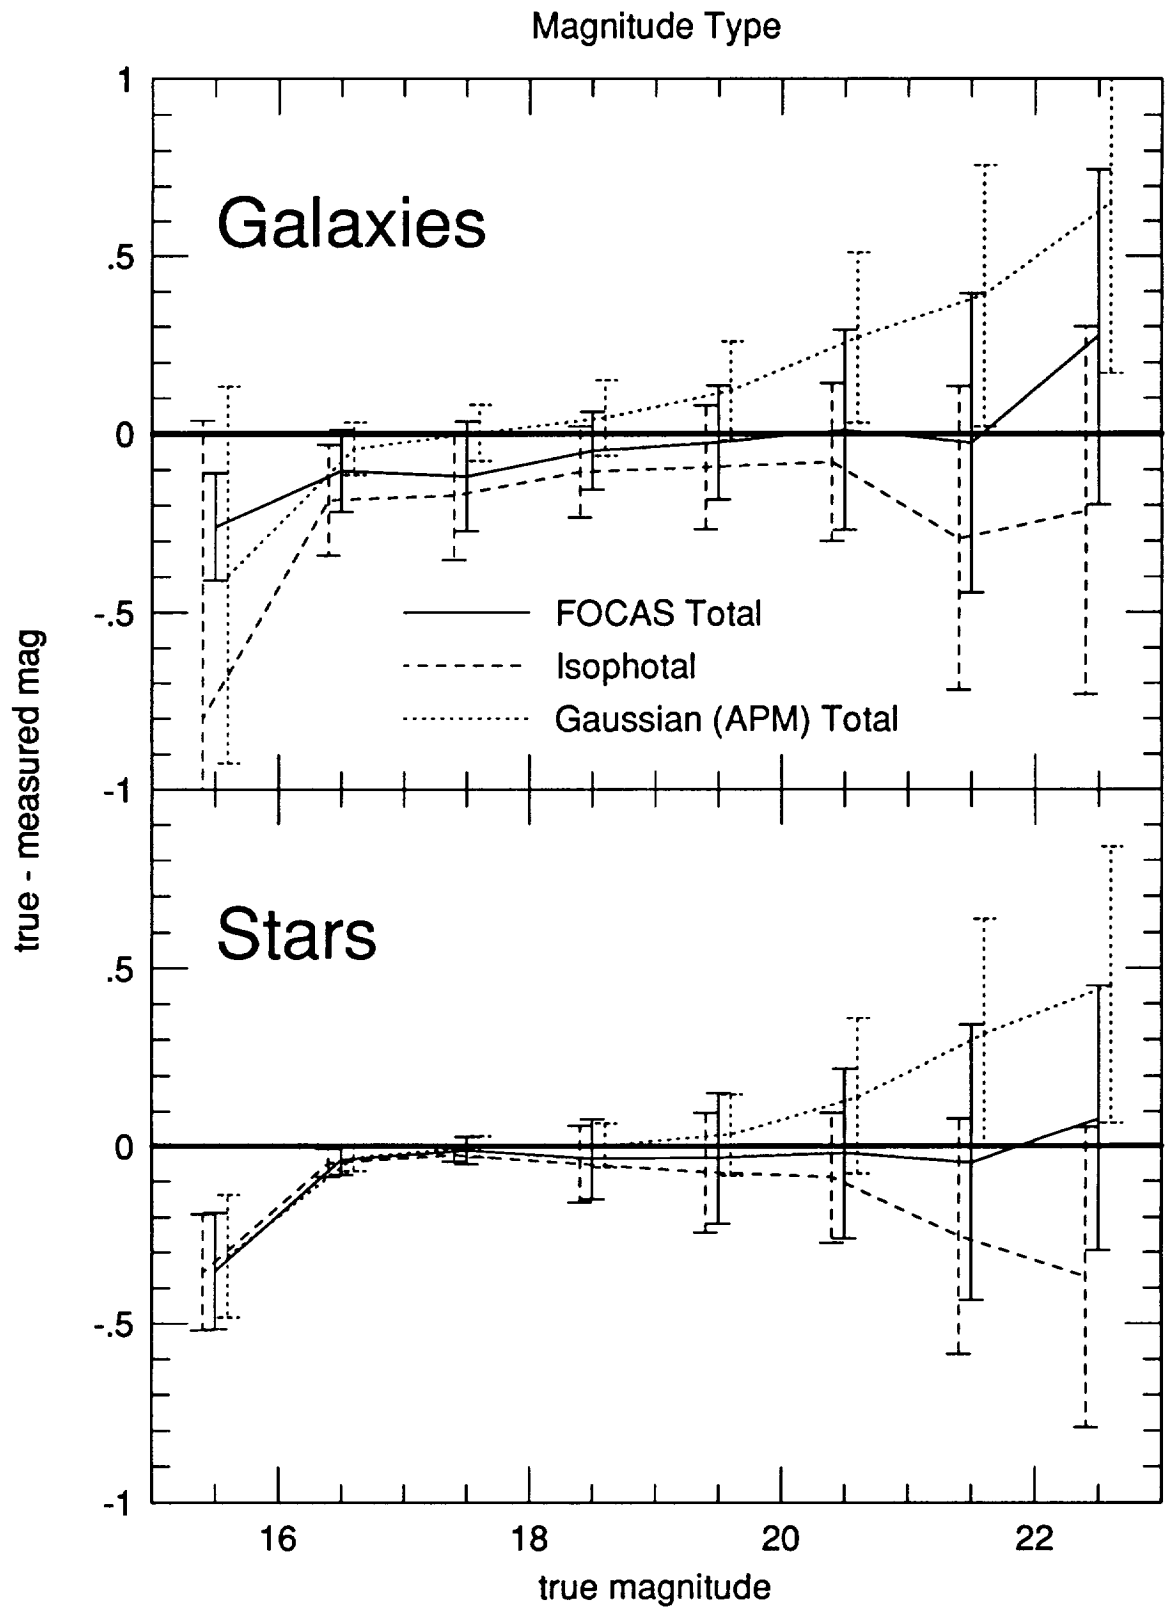 Magnitude Type
1
Galaxies
.5
0
FOCAS Total
-.5
Isophotal
Gaussian (APM) Total
-1
true - measured mag
Stars
.5
0
-.5
-1
16 18 20 22
true magnitude